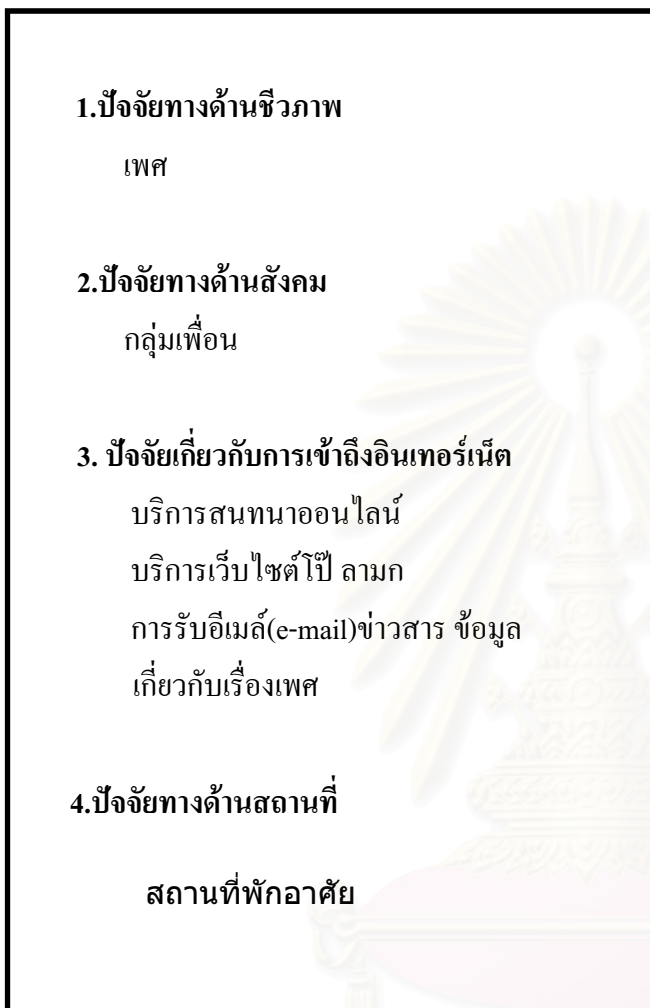 1.ปัจจัยทางด้านชีวภาพ
เพศ
2.ปัจจัยทางด้านสังคม
กลุ่มเพื่อน
3. ปัจจัยเกี่ยวกับการเข้าถึงอินเทอร์เน็ต
บริการสนทนาออนไลน์
บริการเว็บไซต์โป๊ ลามก
การรับอีเมล์(e-mail)ข่าวสาร ข้อมูล
เกี่ยวกับเรื่องเพศ
4.ปัจจัยทางด้านสถานที่
สถานที่พักอาศัย